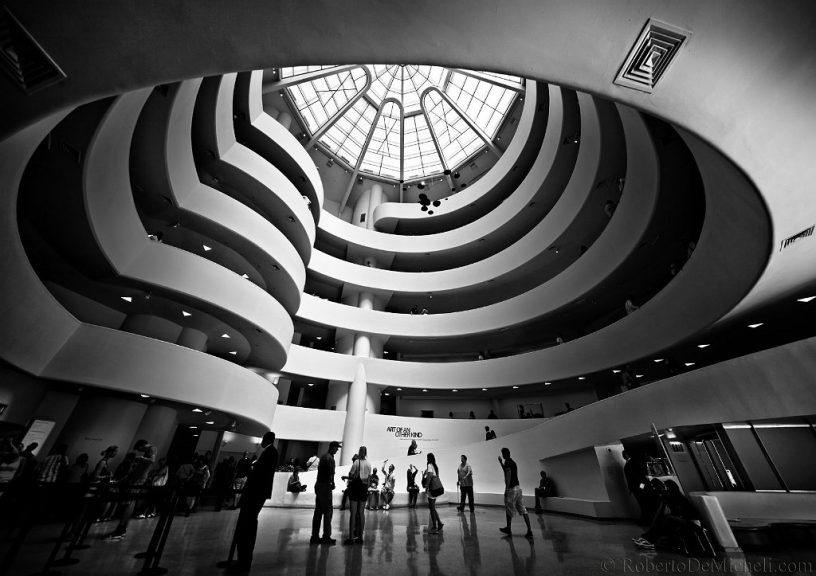 ART OF AN
OTHER KIND
© RobertoDeMicheli.com